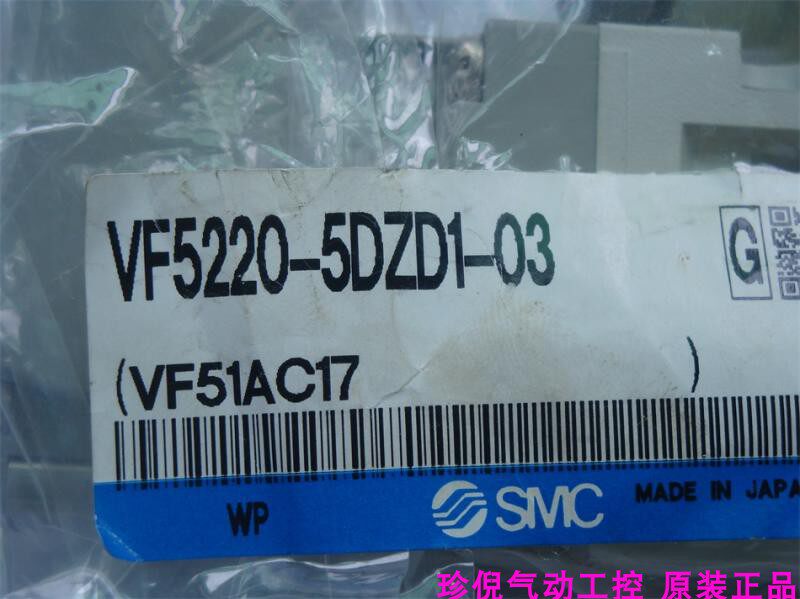 VF5220-5DZD1-03
G
(VF51AC17 )
WP
SMC
MADE IN JAPA
珍倪气动工控 原装正品